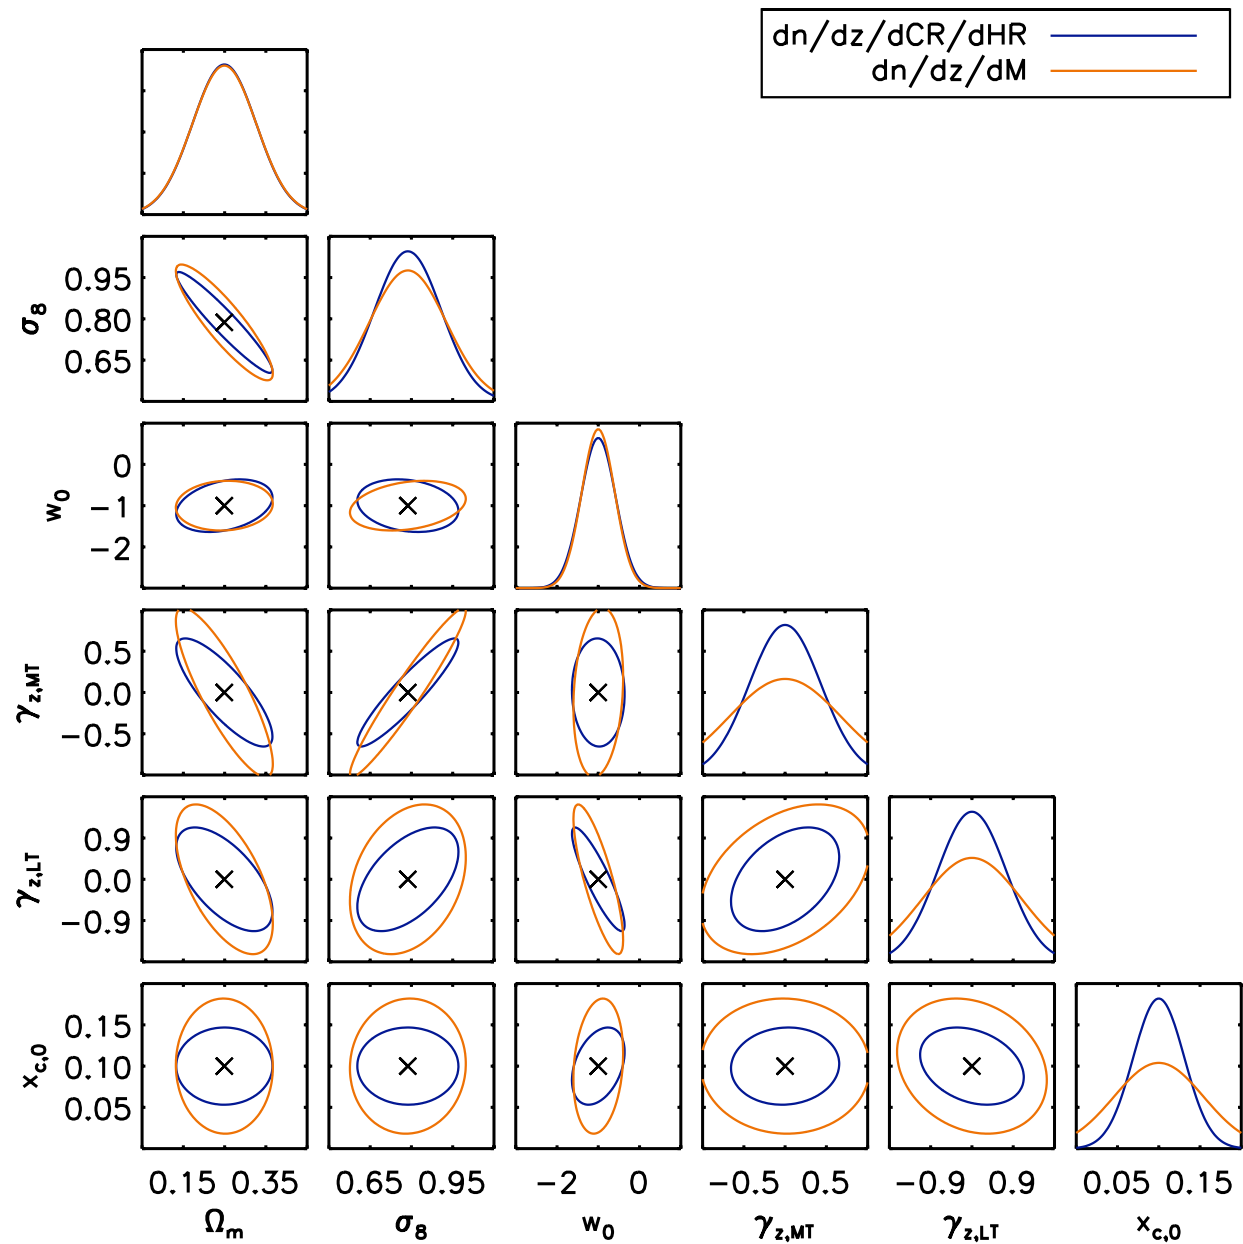 dn/dz/dCR/dHR
dn/dz/dM
σ8
0.95
0.80
0.65
w0
0
−1
−2
γz,MT
0.5
0.0
−0.5
γz,LT
0.9
0.0
−0.9
xc,0
0.15
0.10
0.05
0.15 0.35 0.65 0.95 −2 0 −0.5 0.5 −0.9 0.9 0.05 0.15
Ωm σ8 w0 γz,MT γz,LT xc,0